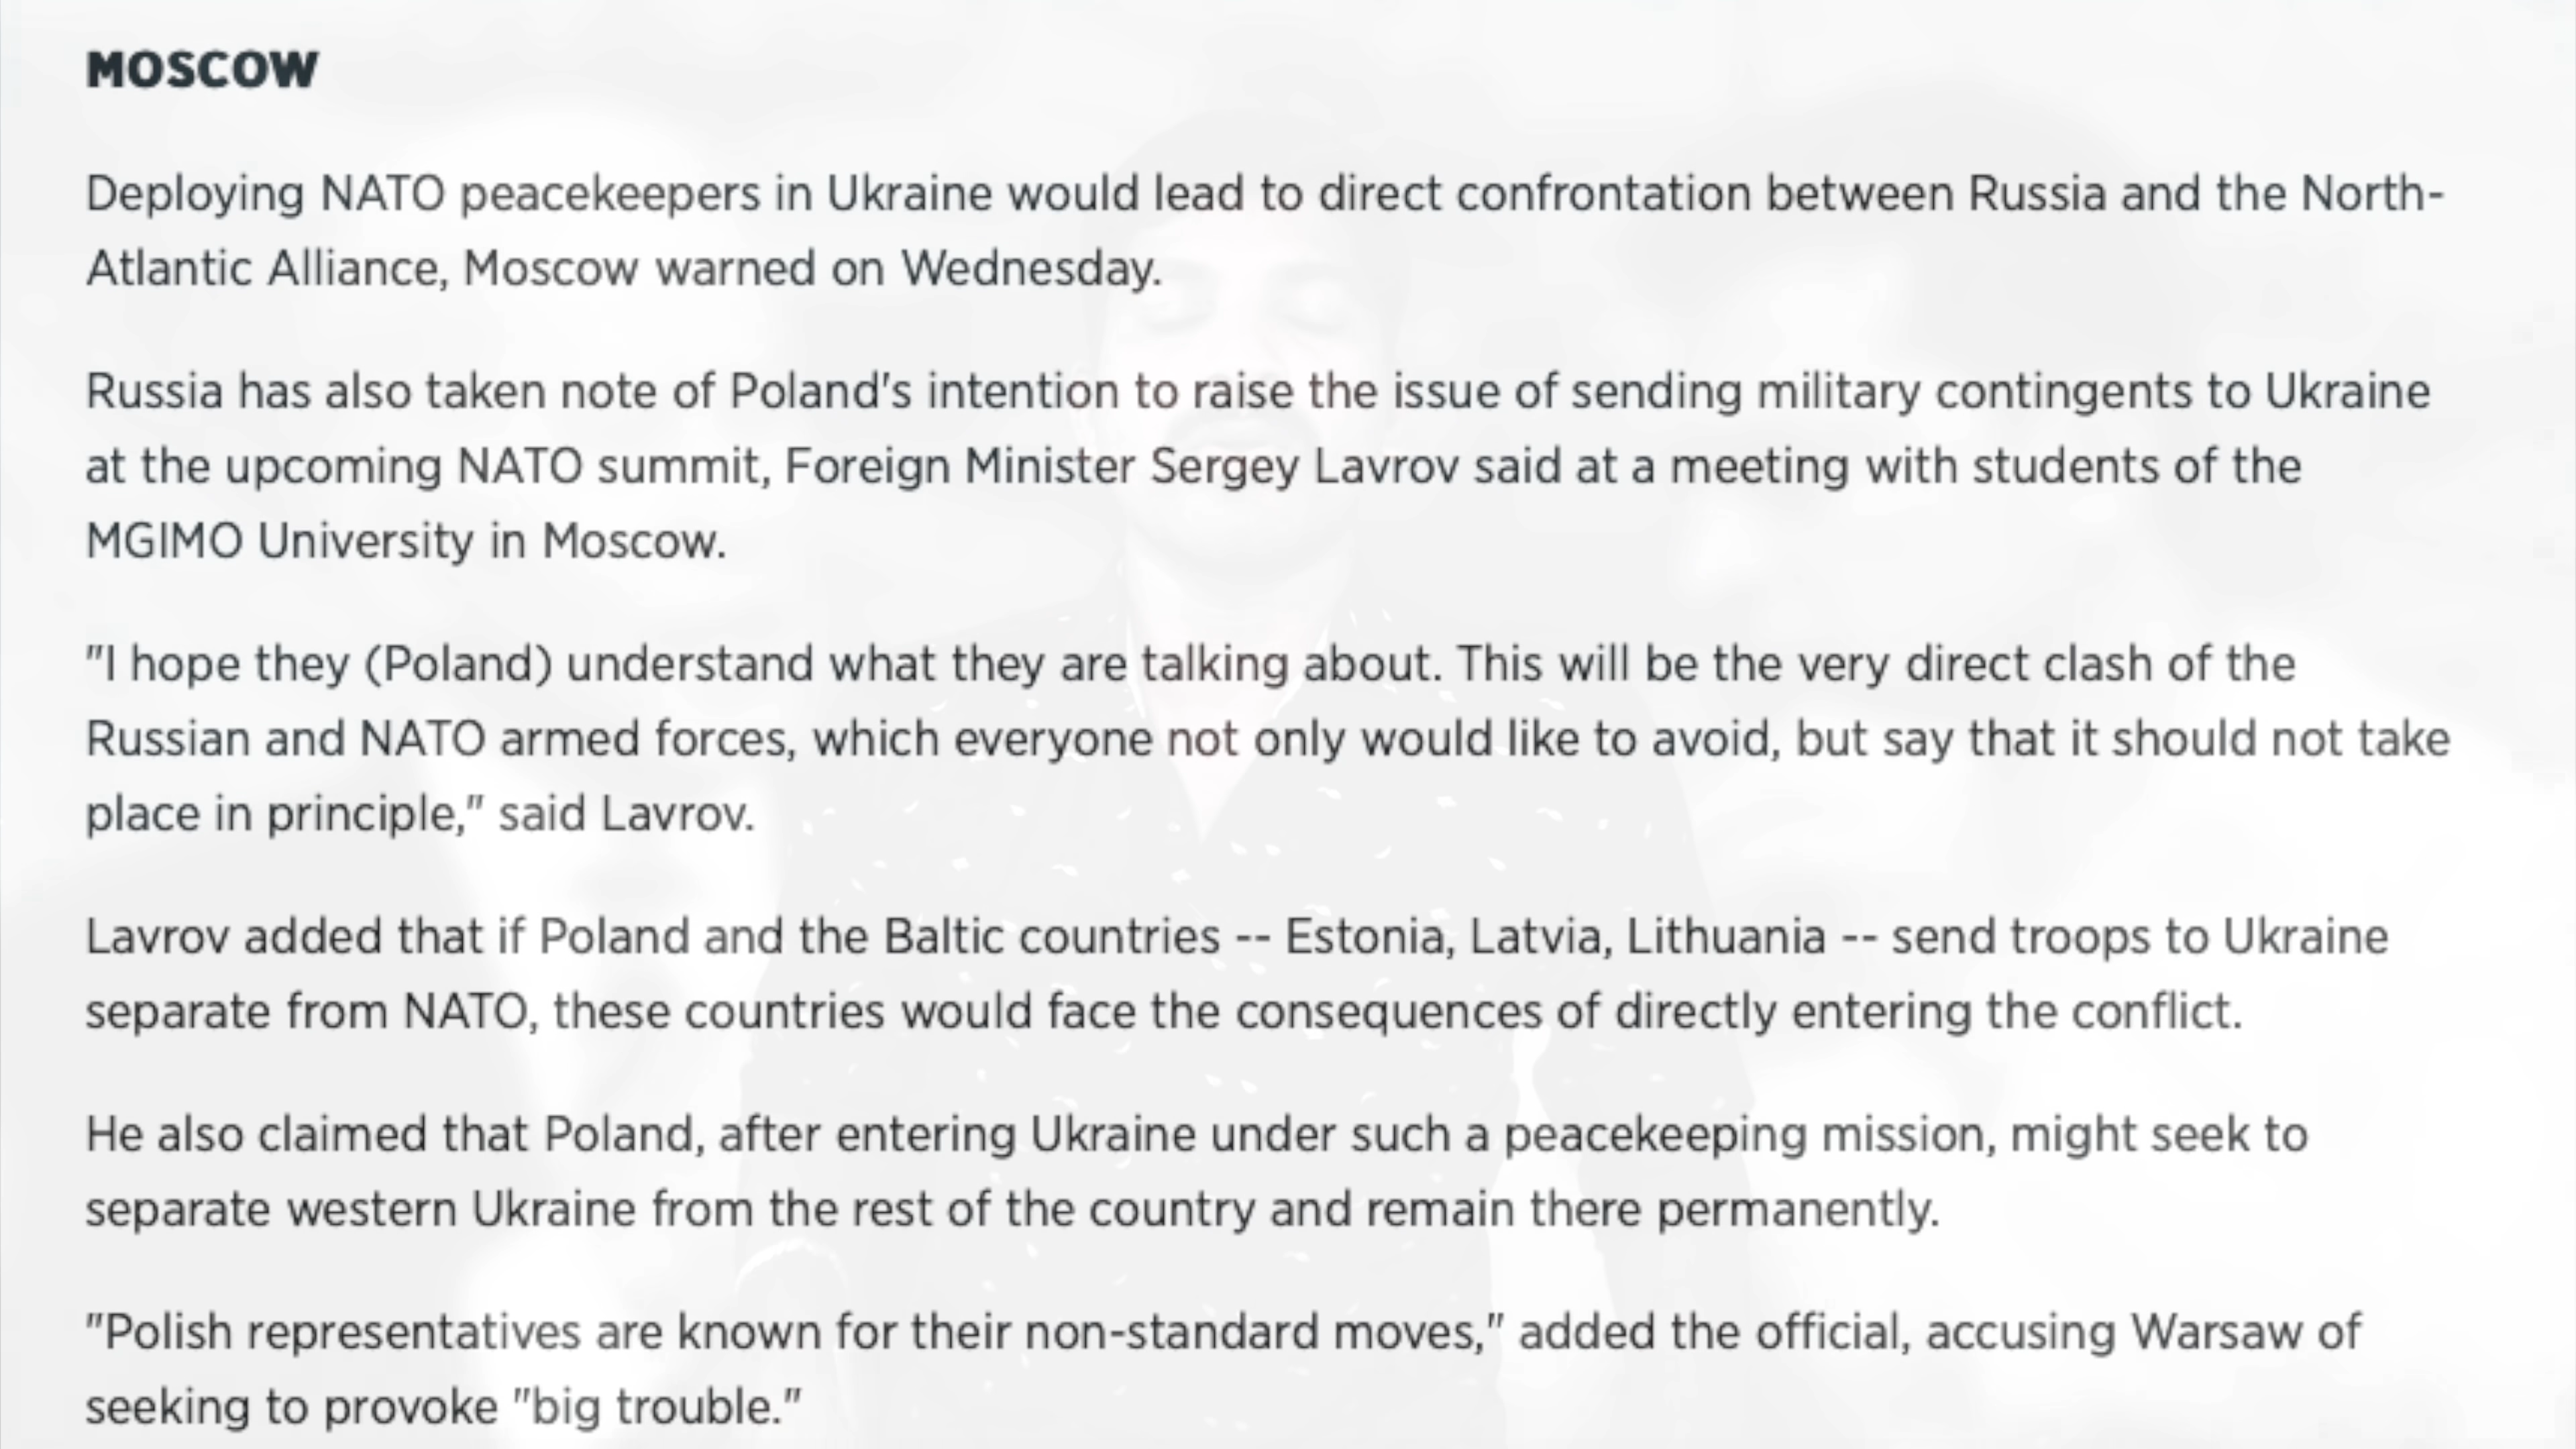 MOSCOW
Deploying NATO peacekeepers in Ukraine would lead to direct confrontation between Russia and the North-
Atlantic Alliance, Moscow warned on Wednesday.
Russia has also taken note of Poland's intention to raise the issue of sending military contingents to Ukraine
at the upcoming NATO summit, Foreign Minister Sergey Lavrov said at a meeting with students of the
MGIMO University in Moscow.
"I hope they (Poland) understand what they are talking about. This will be the very direct clash of the
Russian and NATO armed forces, which everyone not only would like to avoid, but say that it should not take
place in principle," said Lavrov.
Lavrov added that if Poland and the Baltic countries -- Estonia, Latvia, Lithuania -- send troops to Ukraine
separate from NATO, these countries would face the consequences of directly entering the conflict.
He also claimed that Poland, after entering Ukraine under such a peacekeeping mission, might seek to
separate western Ukraine from the rest of the country and remain there permanently.
"Polish representatives are known for their non-standard moves," added the official, accusing Warsaw of
seeking to provoke "big trouble."